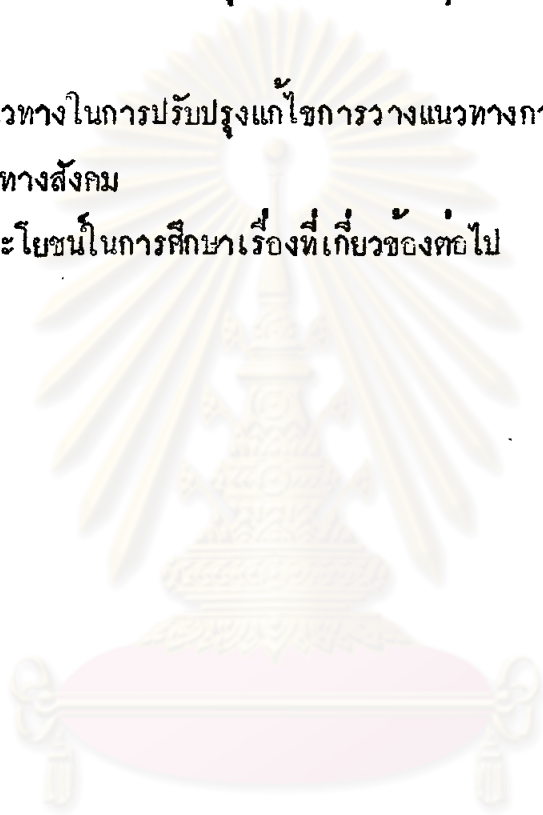 วทางในการปรับปรุงแก้ไขการวางแนวทางกา
ทางสังคม
ะโยชน์ในการศึกษาเรื่องที่เกี่ยวข้องต่อไป